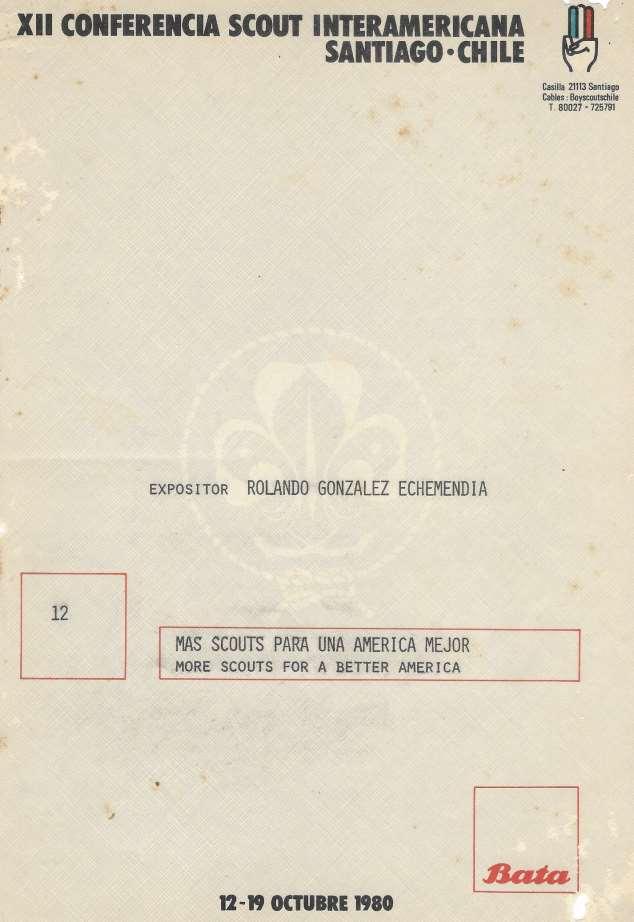 XII CONFERENCIA SCOUT INTERAMERICANA
SANTIAGO · CHILE
Casilla 21113 Santiago
Cables : Boyscoutschile
T. 80027 - 725791
EXPOSITOR ROLANDO GONZALEZ ECHEMENDIA
12
MAS SCOUTS PARA UNA AMERICA MEJOR
MORE SCOUTS FOR A BETTER AMERICA
Bata
12-19 OCTUBRE 1980